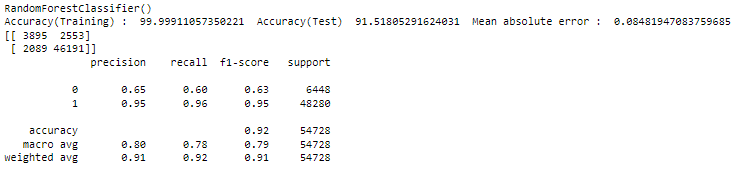 RandomForestClassifier()
Accuracy(Training) :  99.99911057350221  Accuracy(Test)  91.51805291624031  Mean absolute error :  0.08481947083759685
[[ 3895  2553]
 [ 2089 46191]]
              precision    recall  f1-score   support

           0       0.65      0.60      0.63      6448
           1       0.95      0.96      0.95     48280

    accuracy                           0.92     54728
   macro avg       0.80      0.78      0.79     54728
weighted avg       0.91      0.92      0.91     54728